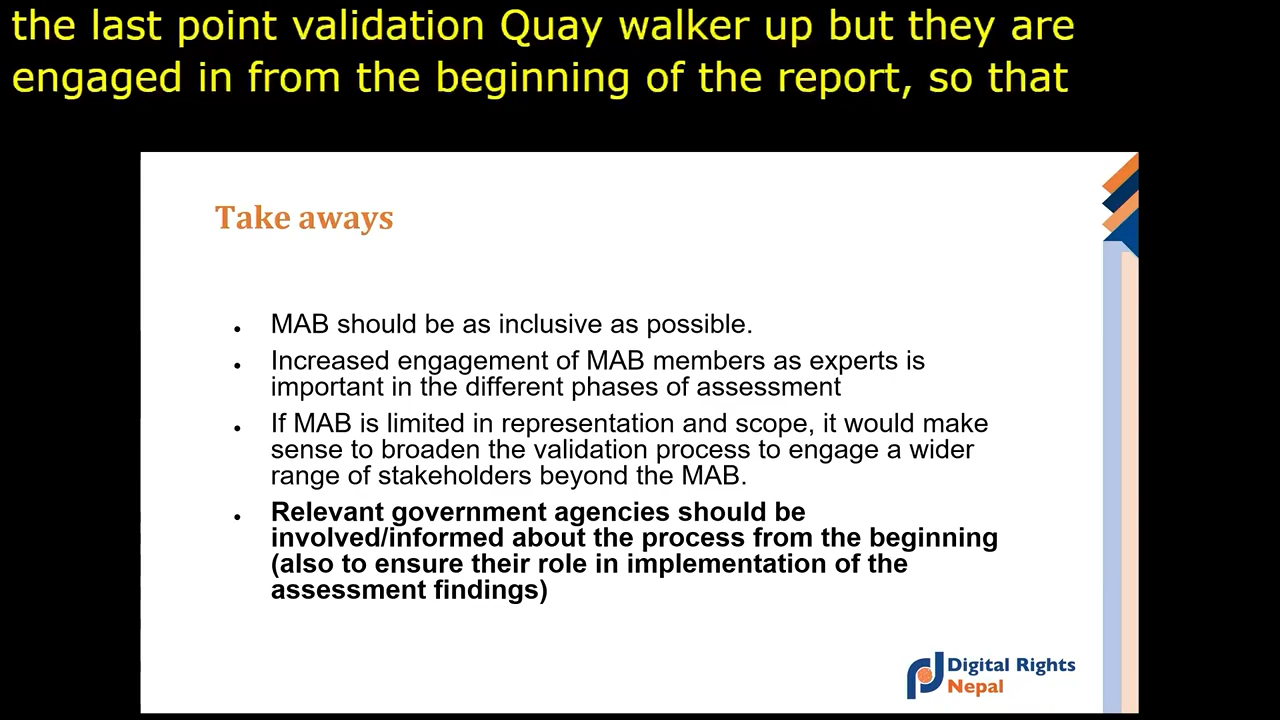 the last point validation Quay walker up but they are
engaged in from the beginning of the report, so that
Take aways
• MAB should be as inclusive as possible.
• Increased engagement of MAB members as experts is
important in the different phases of assessment
• If MAB is limited in representation and scope, it would make
sense to broaden the validation process to engage a wider
range of stakeholders beyond the MAB.
• Relevant government agencies should be
involved/informed about the process from the beginning
(also to ensure their role in implementation of the
assessment findings)
Digital Rights
Nepal